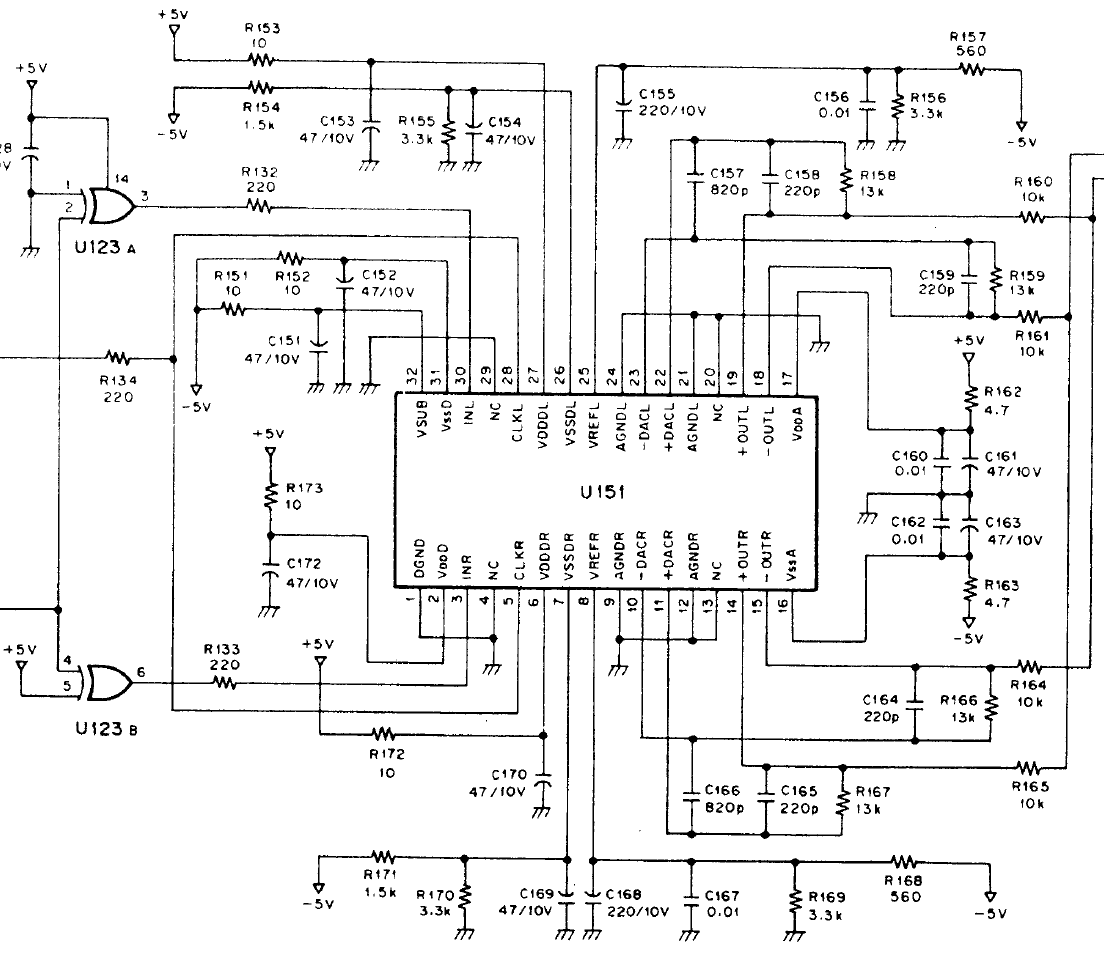 +5V
R153
10
R157
560
+5V
R154
1.5k
-5V
C153
47/10V
R155
3.3k
C154
47/10V
C155
220/10V
C156
0.01
R156
3.3k
-5V
28
14
1
2
3
U123 A
R132
220
C157
820p
C158
220p
R158
13k
R160
10k
R151
10
R152
10
C152
47/10V
C159
220p
R159
13k
R161
10k
C151
47/10V
R134
220
-5V
+5V
R162
4.7
32
31
30
29
28
27
26
25
24
23
22
21
20
19
18
17
VSUB
VssD
INL
NC
CLKL
VDDDL
VSSDL
VREFL
AGNDL
-DACL
+DACL
AGNDL
NC
+OUTL
-OUTL
VDDA
+5V
R173
10
C160
0.01
C161
47/10V
U151
C162
0.01
C163
47/10V
C172
47/10V
DGND
VDDD
INR
NC
CLKR
VDDDR
VSSDR
VREFR
AGNDR
-DACR
+DACR
AGNDR
NC
+OUTR
-OUTR
VssA
1
2
3
4
5
6
7
8
9
10
11
12
13
14
15
16
R163
4.7
-5V
+5V
4
5
6
U123 B
R133
220
+5V
R164
10k
C164
220p
R166
13k
R172
10
C170
47/10V
C166
820p
C165
220p
R167
13k
R165
10k
R171
1.5k
-5V
R170
3.3k
C169
47/10V
C168
220/10V
C167
0.01
R169
3.3k
R168
560
-5V